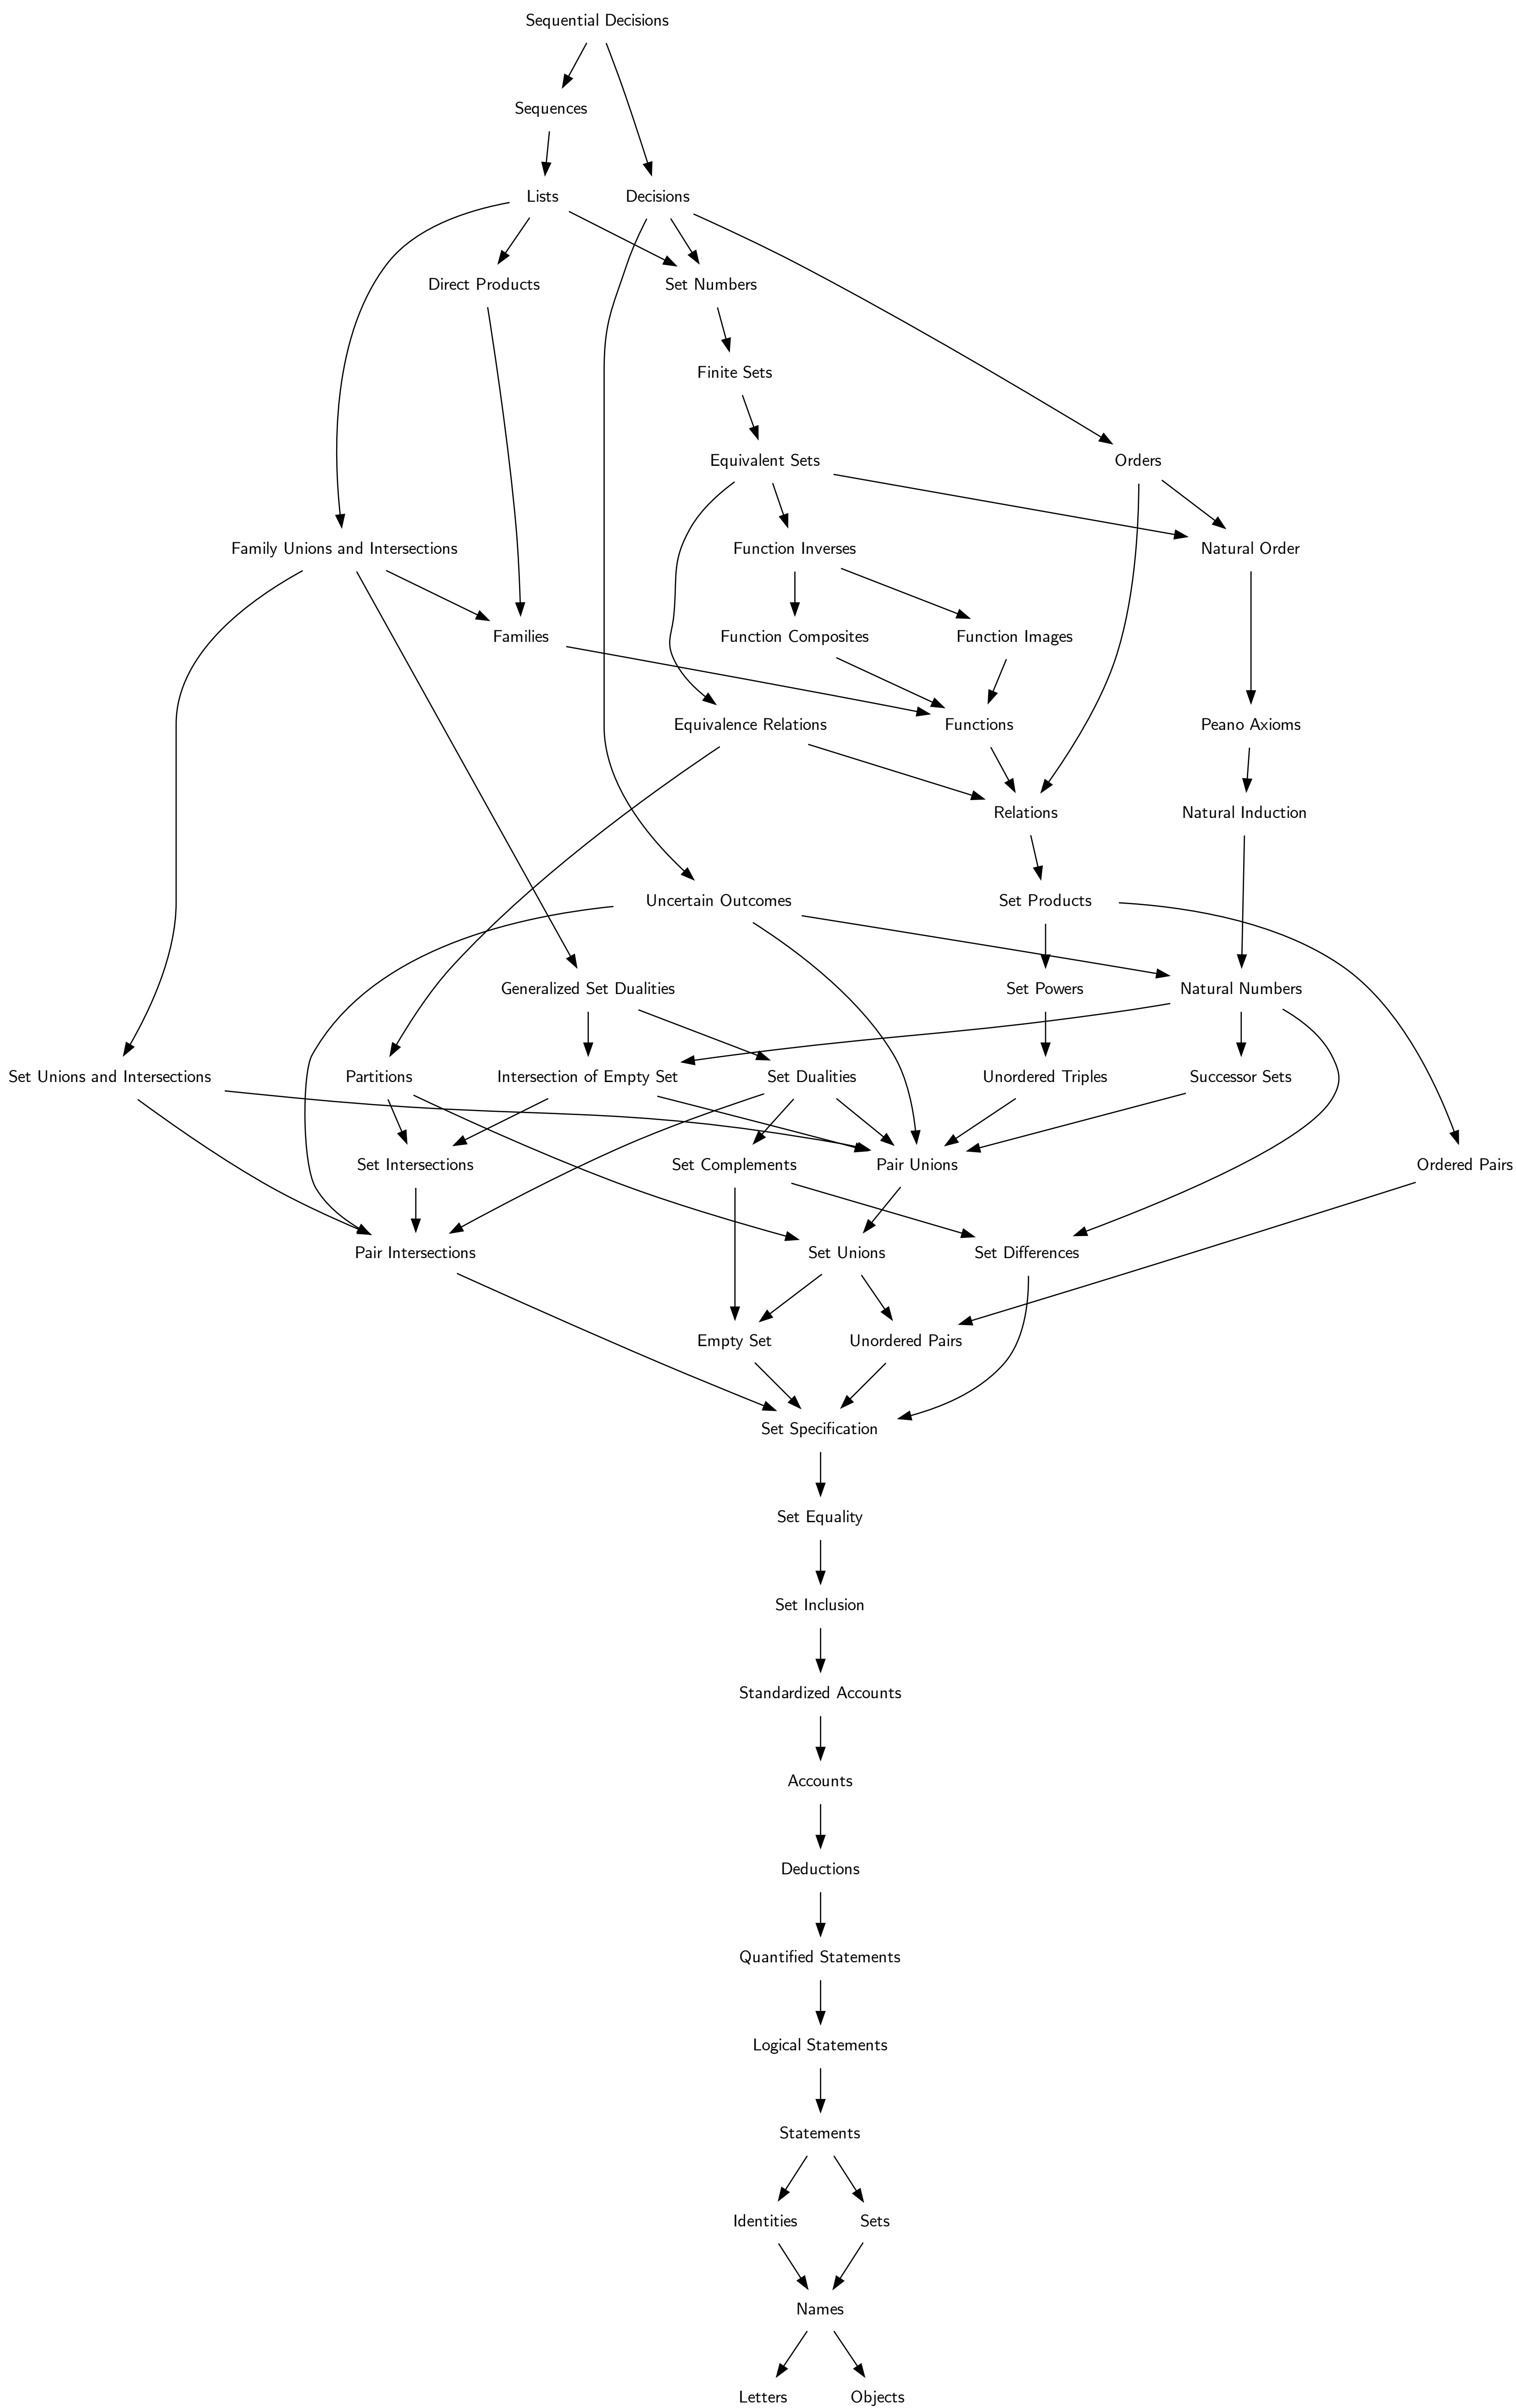 Sequential Decisions
Sequences
Lists
Decisions
Direct Products
Set Numbers
Finite Sets
Equivalent Sets
Orders
Family Unions and Intersections
Function Inverses
Natural Order
Families
Function Composites
Function Images
Equivalence Relations
Functions
Peano Axioms
Relations
Natural Induction
Uncertain Outcomes
Set Products
Generalized Set Dualities
Set Powers
Natural Numbers
Set Unions and Intersections
Partitions
Intersection of Empty Set
Set Dualities
Unordered Triples
Successor Sets
Set Intersections
Set Complements
Pair Unions
Ordered Pairs
Pair Intersections
Set Unions
Set Differences
Empty Set
Unordered Pairs
Set Specification
Set Equality
Set Inclusion
Standardized Accounts
Accounts
Deductions
Quantified Statements
Logical Statements
Statements
Identities
Sets
Names
Letters
Objects